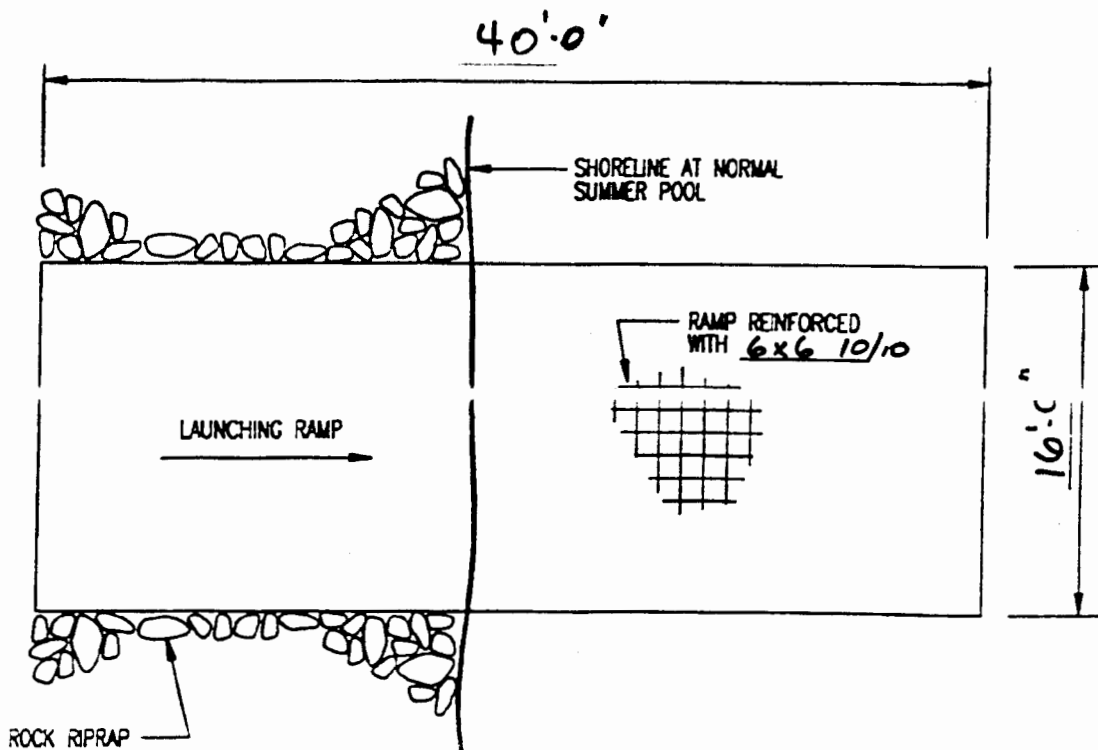 40'·0"
SHORELINE AT NORMAL
SUMMER POOL
RAMP REINFORCED
WITH 6x6 10/10
LAUNCHING RAMP
16'·0"
ROCK RIPRAP